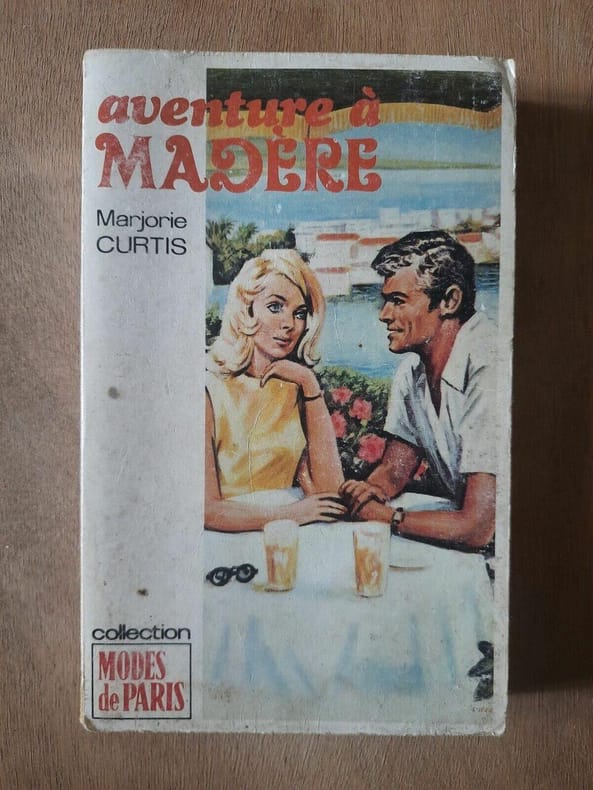 aventure à
MADÈRE
Marjorie
CURTIS
collection
MODES
de PARIS